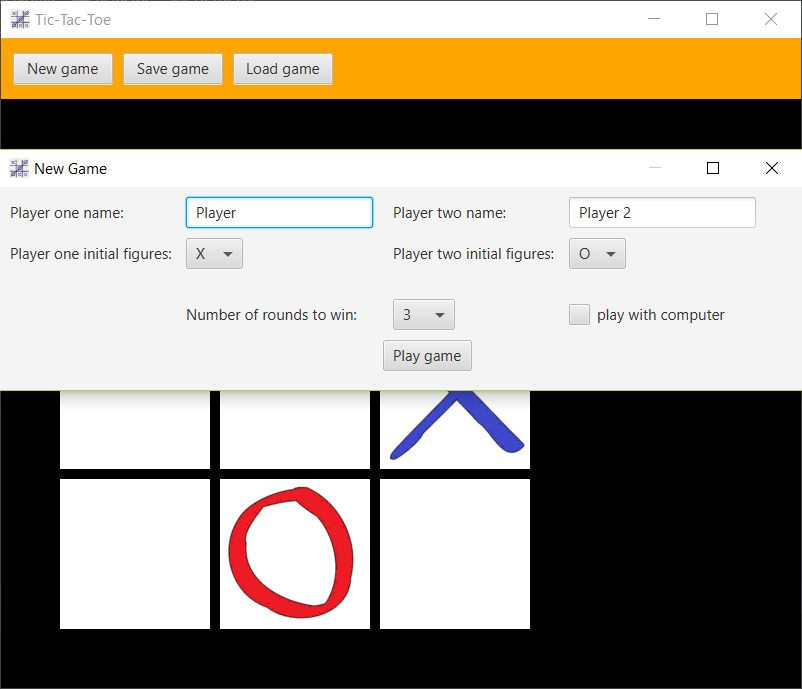 Tic-Tac-Toe
New game Save game Load game
New Game
Player one name: Player Player two name: Player 2
Player one initial figures: X Player two initial figures: O
Number of rounds to win: 3 play with computer
Play game